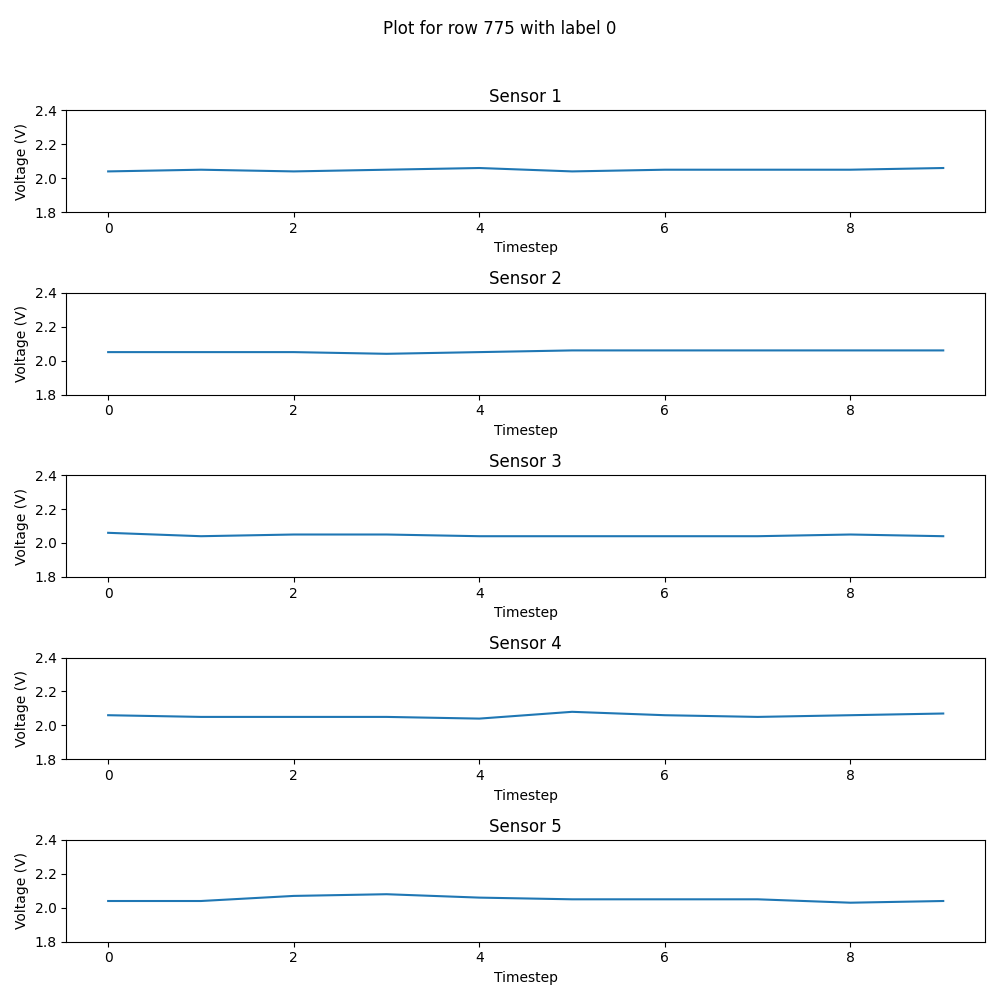 Plot for row 775 with label 0
Sensor 1
Voltage (V)
2.4
2.2
2.0
1.8
0 2 4 6 8
Timestep
Sensor 2
Voltage (V)
2.4
2.2
2.0
1.8
0 2 4 6 8
Timestep
Sensor 3
Voltage (V)
2.4
2.2
2.0
1.8
0 2 4 6 8
Timestep
Sensor 4
Voltage (V)
2.4
2.2
2.0
1.8
0 2 4 6 8
Timestep
Sensor 5
Voltage (V)
2.4
2.2
2.0
1.8
0 2 4 6 8
Timestep